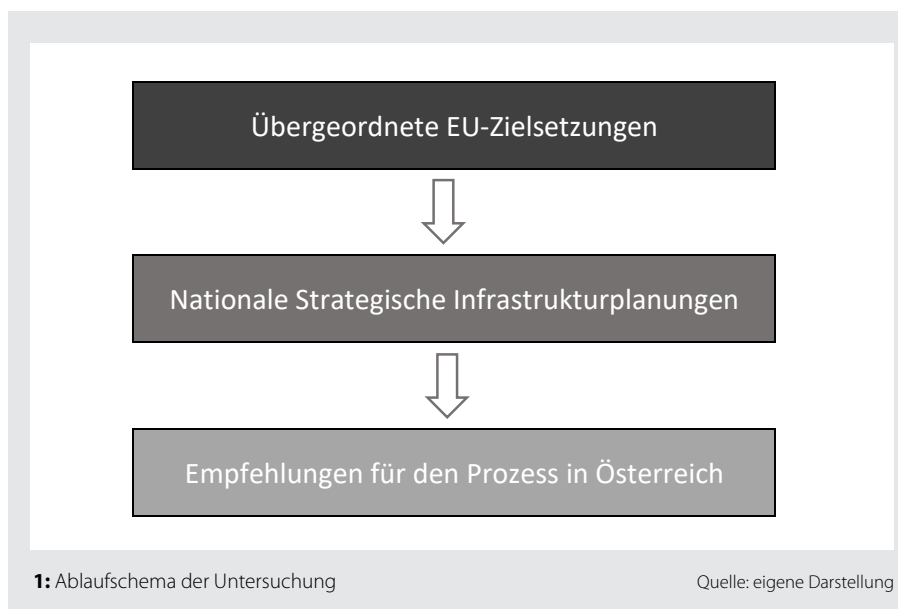 Übergeordnete EU-Zielsetzungen
Nationale Strategische Infrastrukturplanungen
Empfehlungen für den Prozess in Österreich
1: Ablaufschema der Untersuchung
Quelle: eigene Darstellung